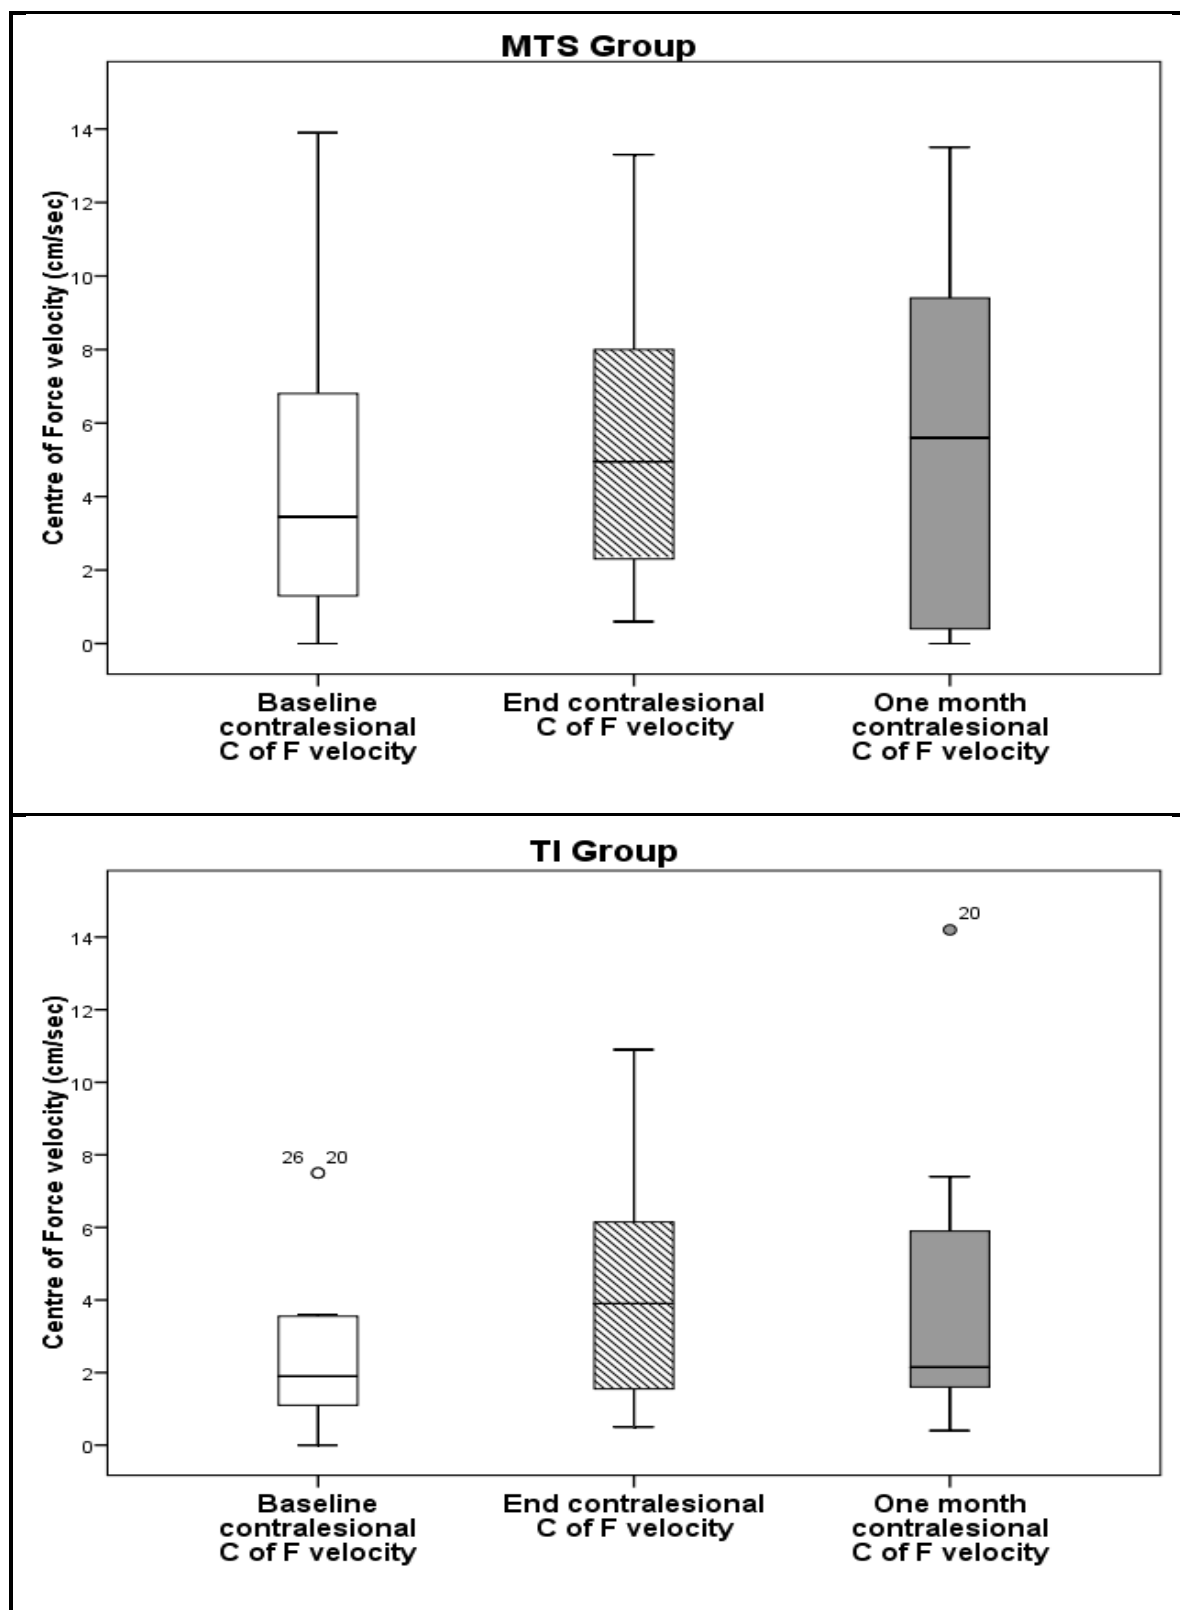 MTS Group
Centre of Force velocity (cm/sec)
14
12
10
8
6
4
2
0
Baseline
contralesional
C of F velocity
End contralesional
C of F velocity
One month
contralesional
C of F velocity
TI Group
Centre of Force velocity (cm/sec)
14
12
10
8
6
4
2
0
26 20
20
Baseline
contralesional
C of F velocity
End contralesional
C of F velocity
One month
contralesional
C of F velocity